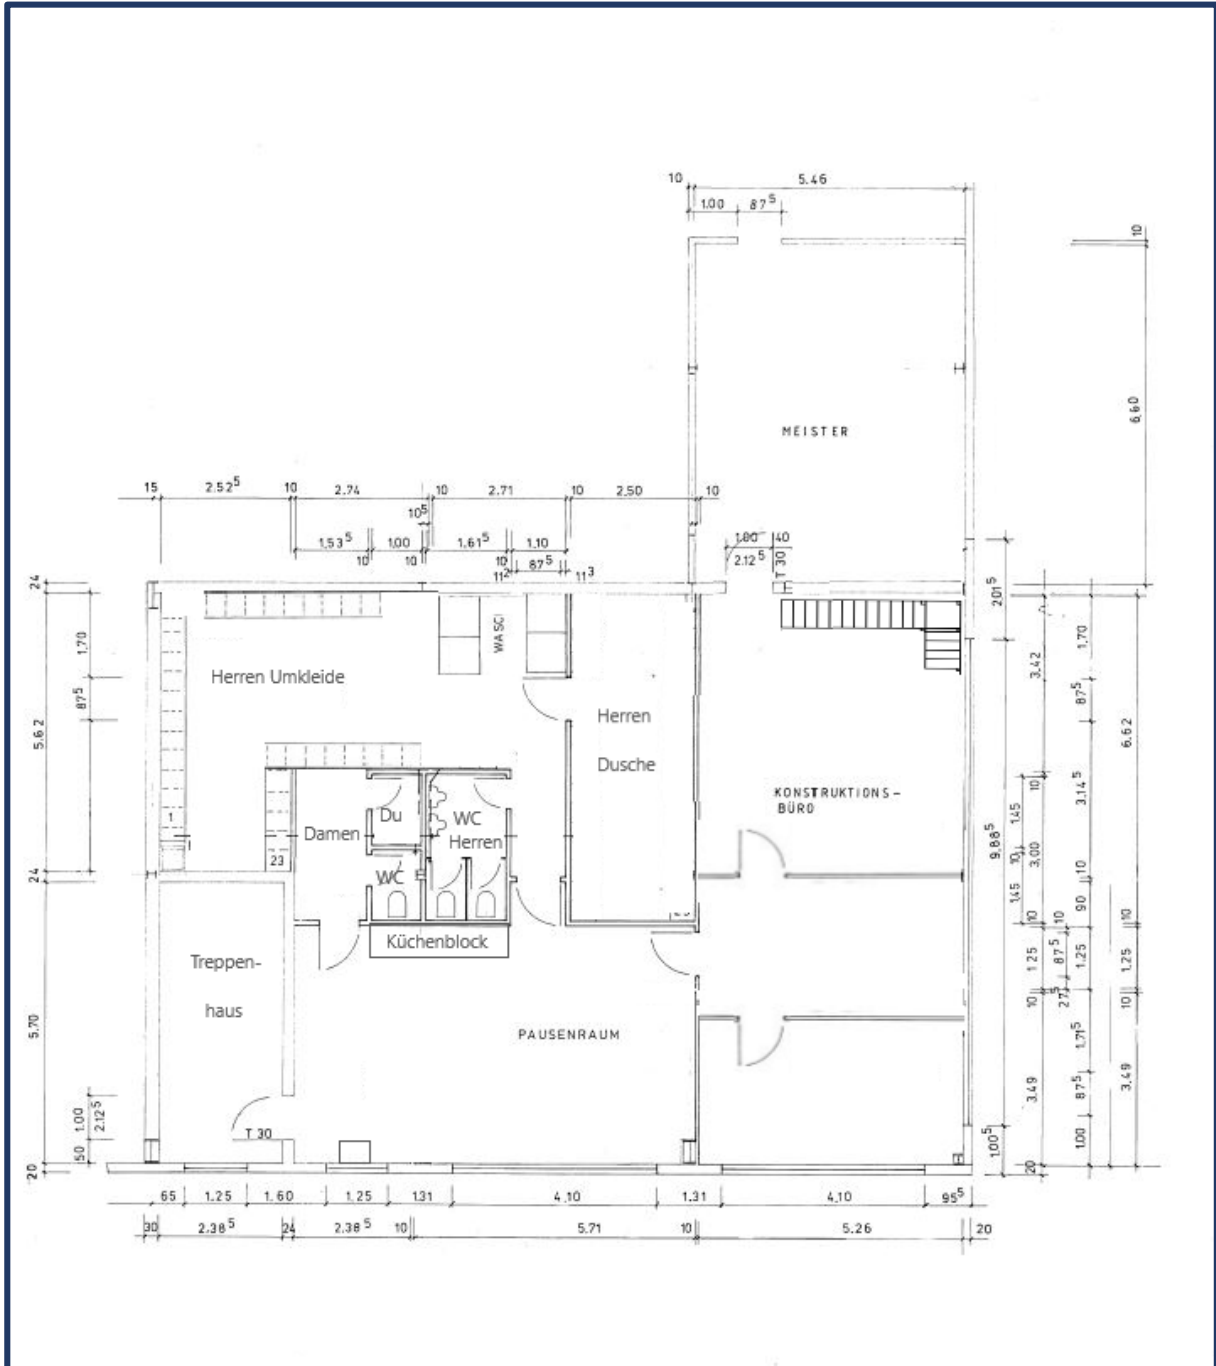 10 5.46
1.00 87⁵
10
6.60
MEISTER
15 2.52⁵ 10 2.74 10 2.71 10 2.50 10
10⁵
1.53⁵ 1.00 1.61⁵ 1.10
10 10 10 87⁵
11² 11³
1.00 40
2.12⁵
T 30
24
2.01⁵
1.70
87⁵
5.62
24
5.70
1.00
2.12⁵
50
20
WASC
Herren Umkleide
Herren
Dusche
KONSTRUKTIONS-
BÜRO
1
23
Damen
Du
WC
Herren
WC
Küchenblock
Treppen-
haus
PAUSENRAUM
T 30
3.42
1.70
87⁵
6.62
10
3.14⁵
1.45
9.88⁵
10
3.00
1.45
10
90
10
10
10
1.25
87⁵
1.25
1.25
10
27⁵
10
1.71⁵
3.49
87⁵
3.49
1.00⁵
1.00
20
65 1.25 1.60 1.25 1.31 4.10 1.31 4.10 95⁵
30 2.38⁵ 24 2.38⁵ 10 5.71 10 5.26 20